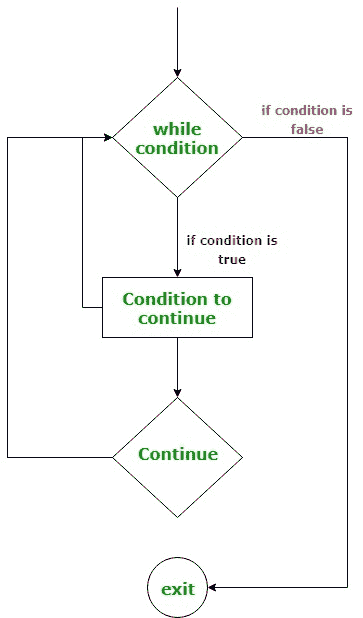 if condition is
false
while
condition
if condition is
true
Condition to
continue
Continue
exit